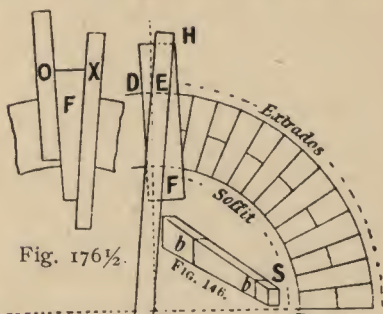 H
O X D E
F
F
Extrados
Soffit
Fig. 176½.
b b S
FIG. 146.